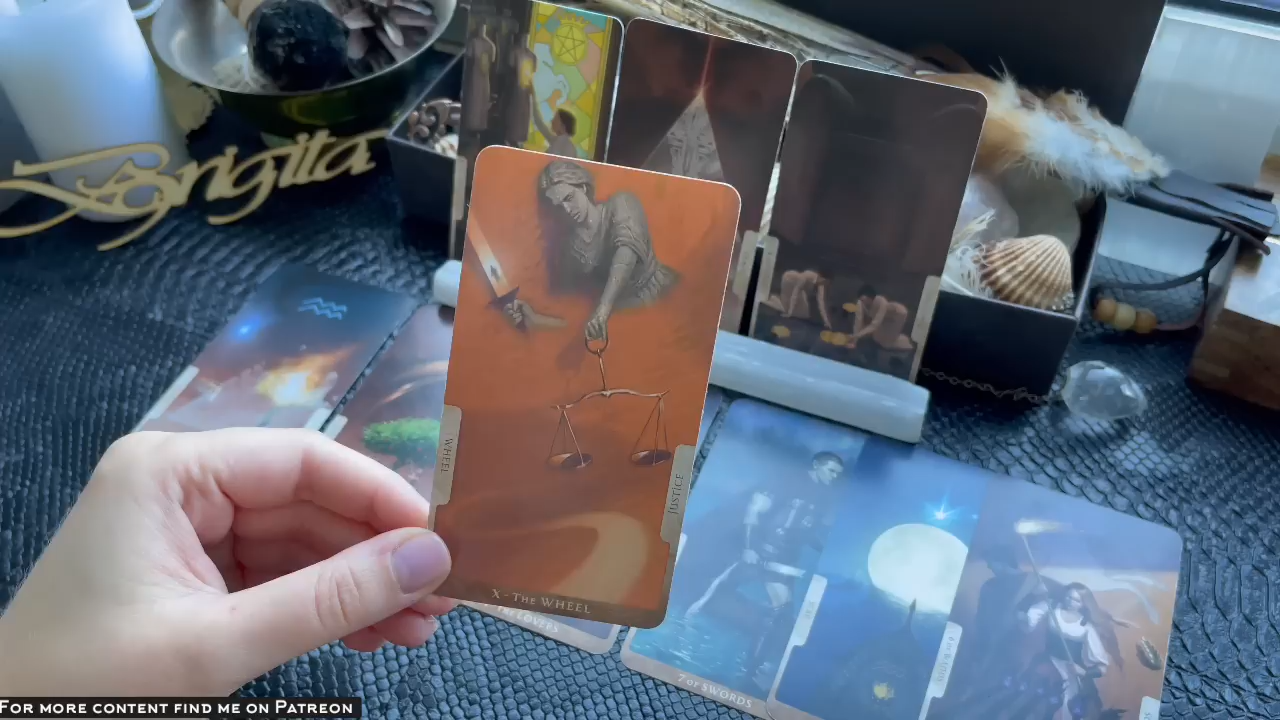 Brigita
WHEEL
JUSTICE
X - THE WHEEL
THE LOVERS
7 OF SWORDS
FOR MORE CONTENT FIND ME ON PATREON